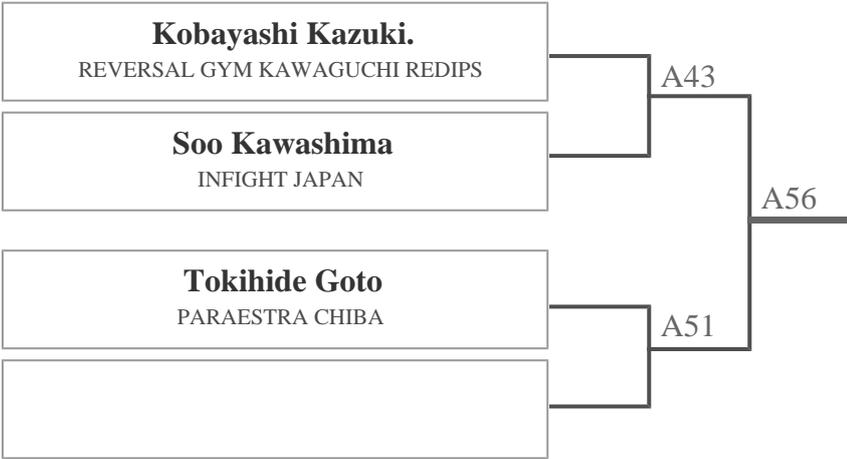 Kobayashi Kazuki.
REVERSAL GYM KAWAGUCHI REDIPS
A43
Soo Kawashima
INFIGHT JAPAN
A56
Tokihide Goto
PARAESTRA CHIBA
A51